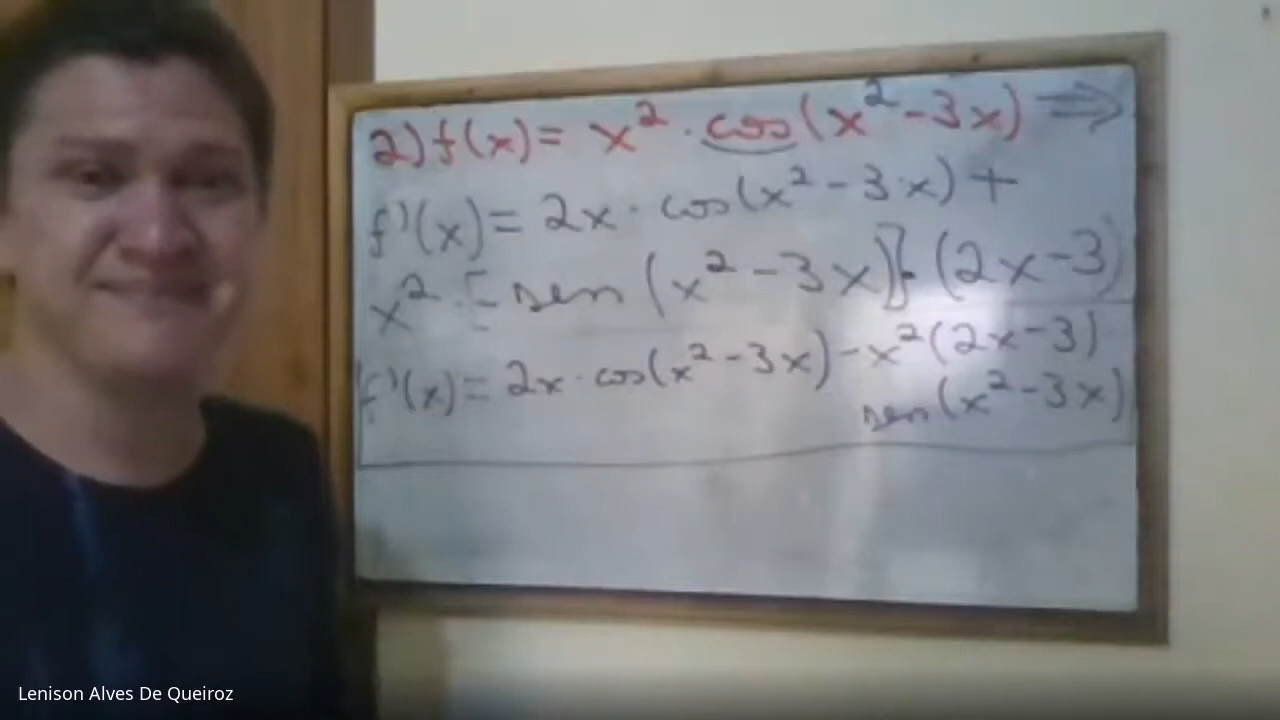 2) f(x) = x² · cos(x² - 3x) ⇒
f'(x) = 2x · cos(x² - 3x) +
x² · [- sen (x² - 3x)] · (2x - 3)
f'(x) = 2x · cos(x² - 3x) - x² (2x - 3)
sen (x² - 3x)
Lenison Alves De Queiroz